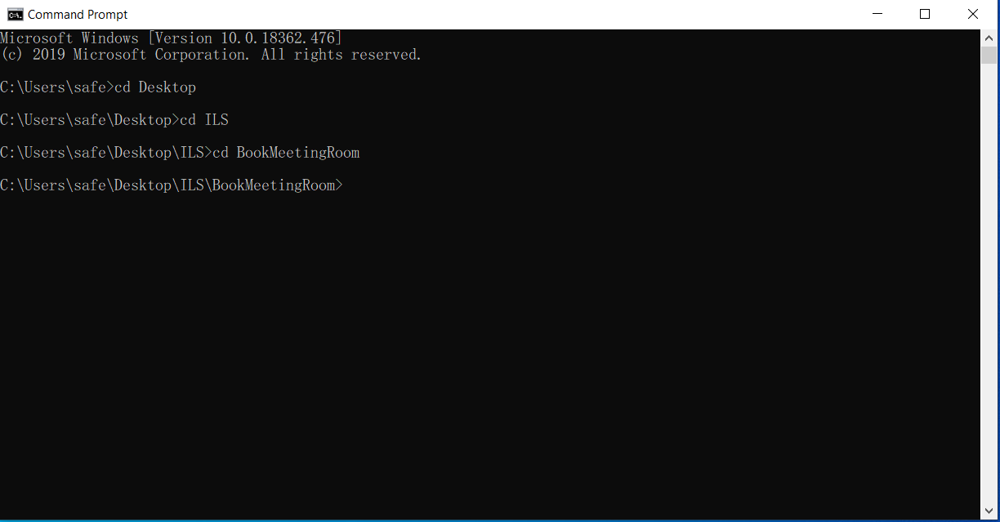 Command Prompt
Microsoft Windows [Version 10.0.18362.476]
(c) 2019 Microsoft Corporation. All rights reserved.
C:\Users\safe>cd Desktop
C:\Users\safe\Desktop>cd ILS
C:\Users\safe\Desktop\ILS>cd BookMeetingRoom
C:\Users\safe\Desktop\ILS\BookMeetingRoom>